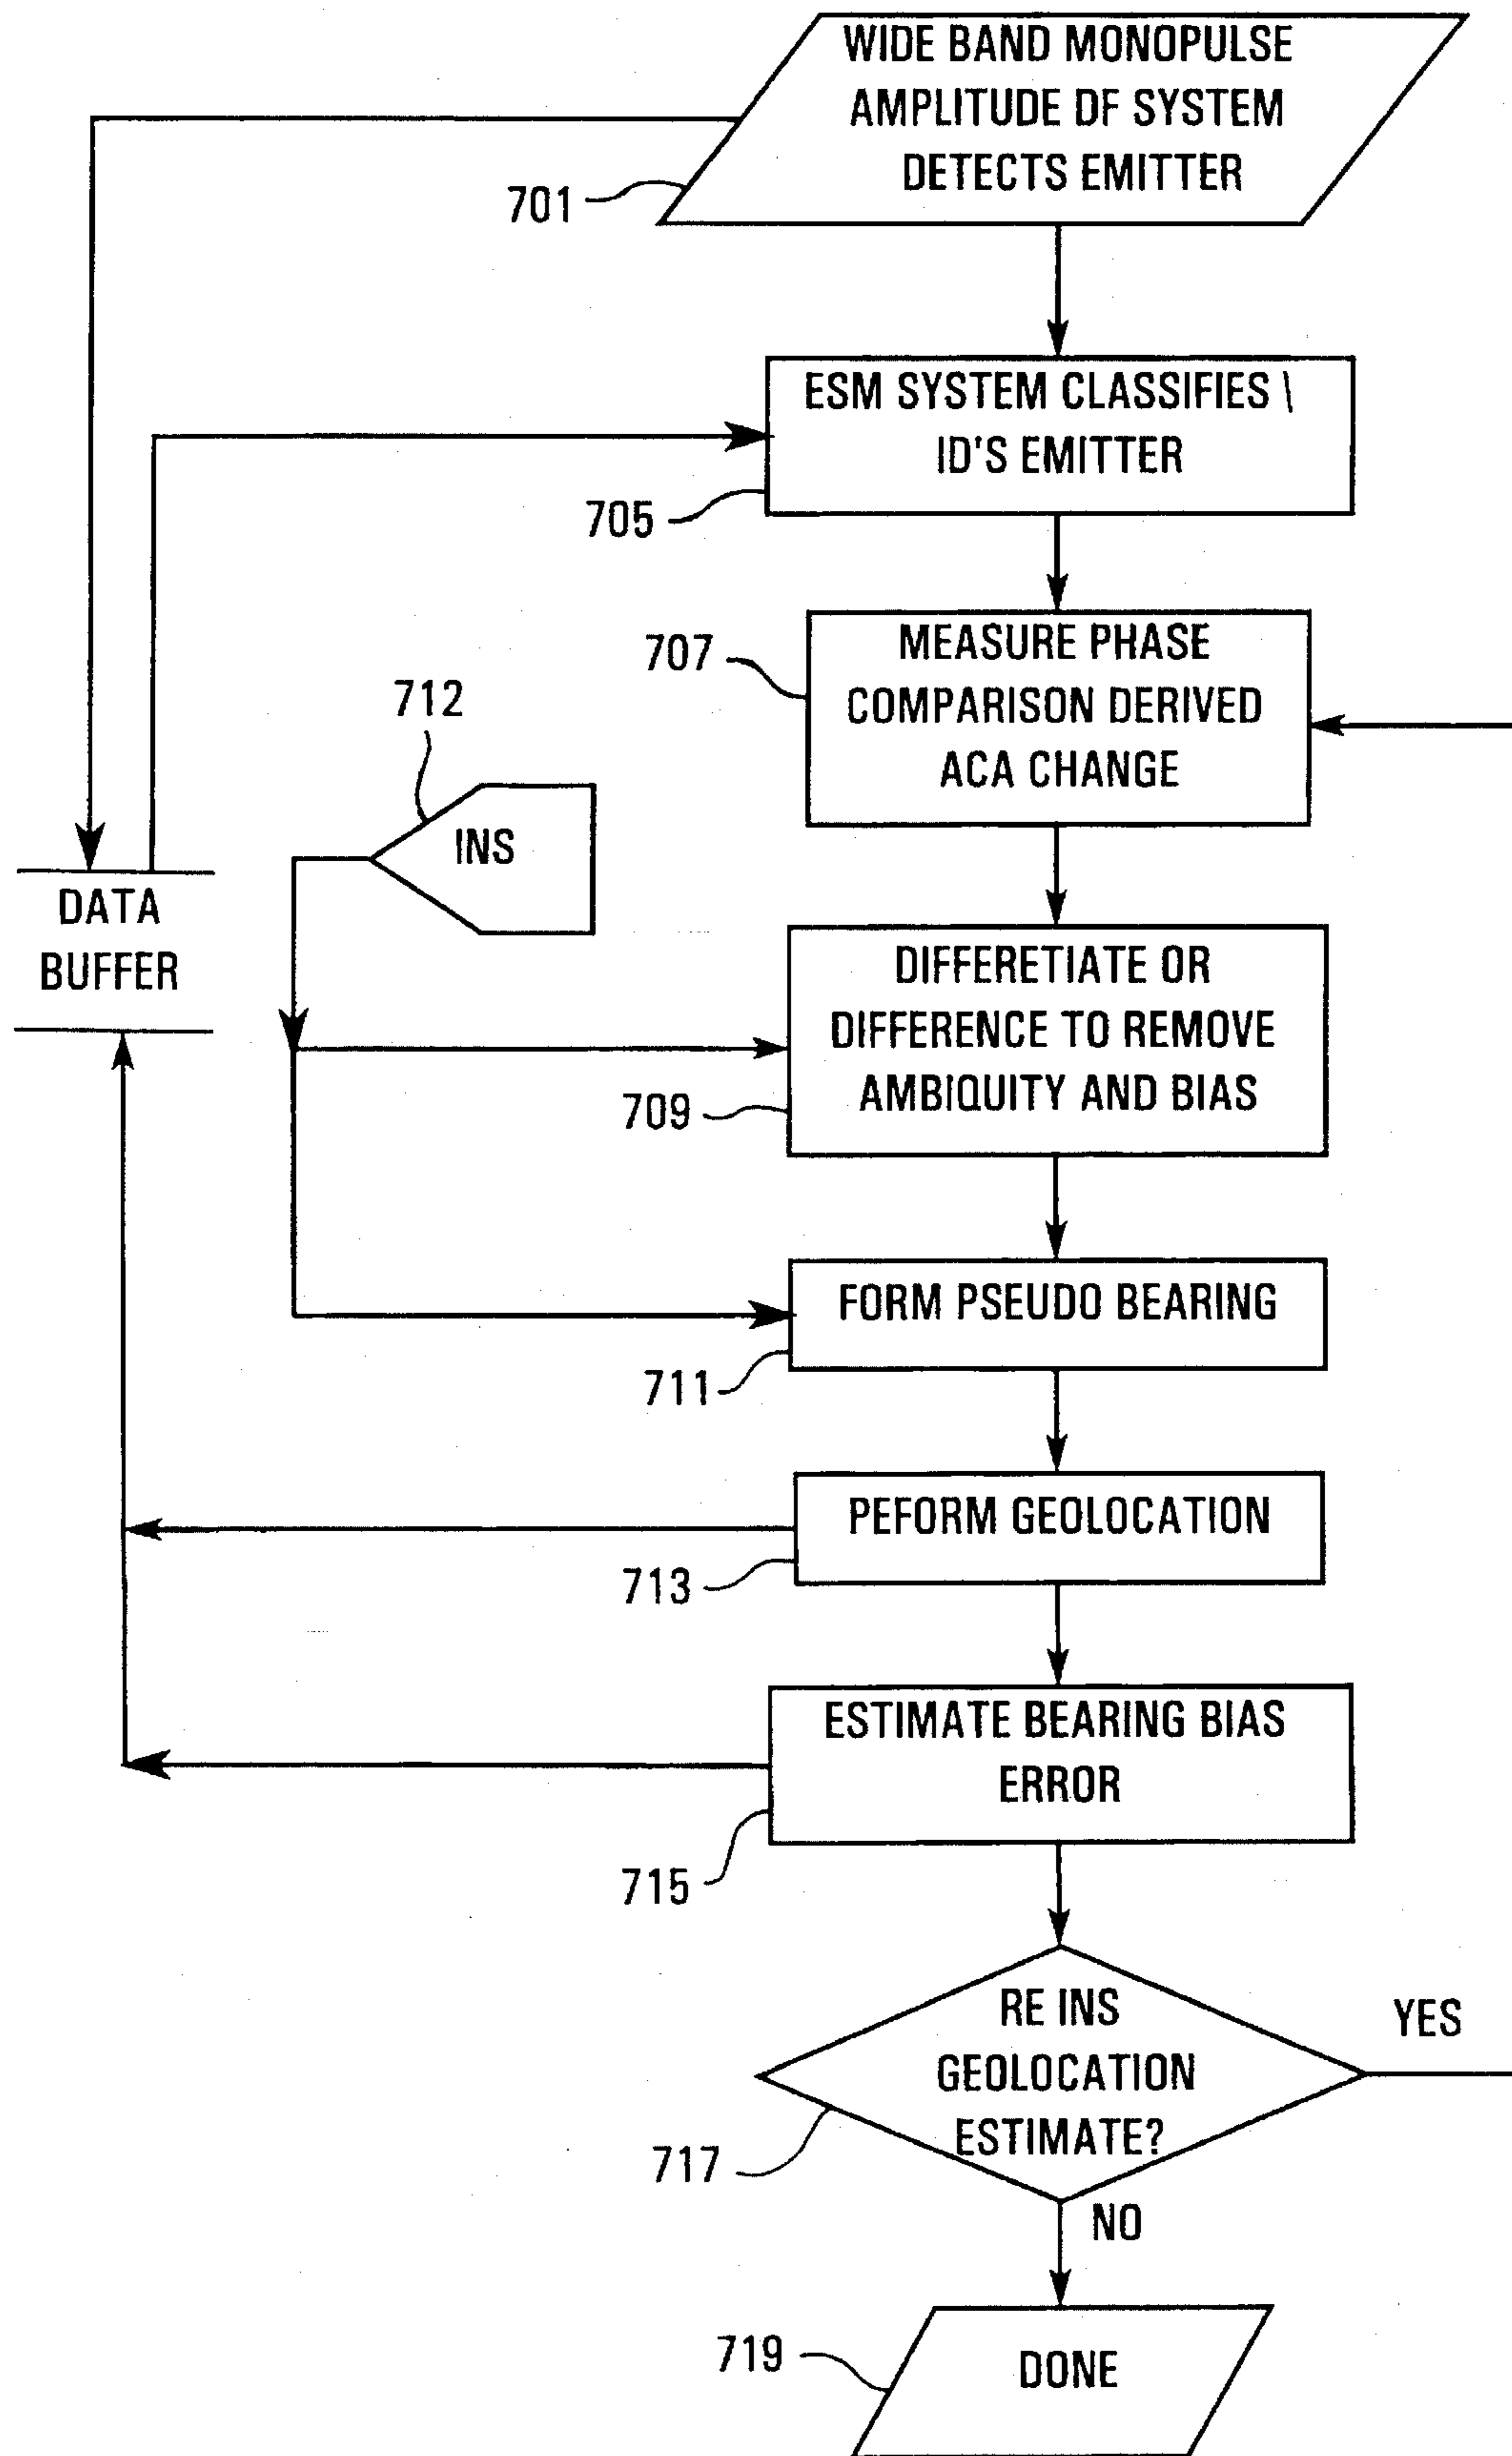 WIDE BAND MONOPULSE
AMPLITUDE DF SYSTEM
DETECTS EMITTER
701
ESM SYSTEM CLASSIFIES \
ID'S EMITTER
705
MEASURE PHASE
COMPARISON DERIVED
ACA CHANGE
707
712
INS
DATA
BUFFER
DIFFERETIATE OR
DIFFERENCE TO REMOVE
AMBIQUITY AND BIAS
709
FORM PSEUDO BEARING
711
PEFORM GEOLOCATION
713
ESTIMATE BEARING BIAS
ERROR
715
RE INS
GEOLOCATION
ESTIMATE?
YES
717
NO
719
DONE